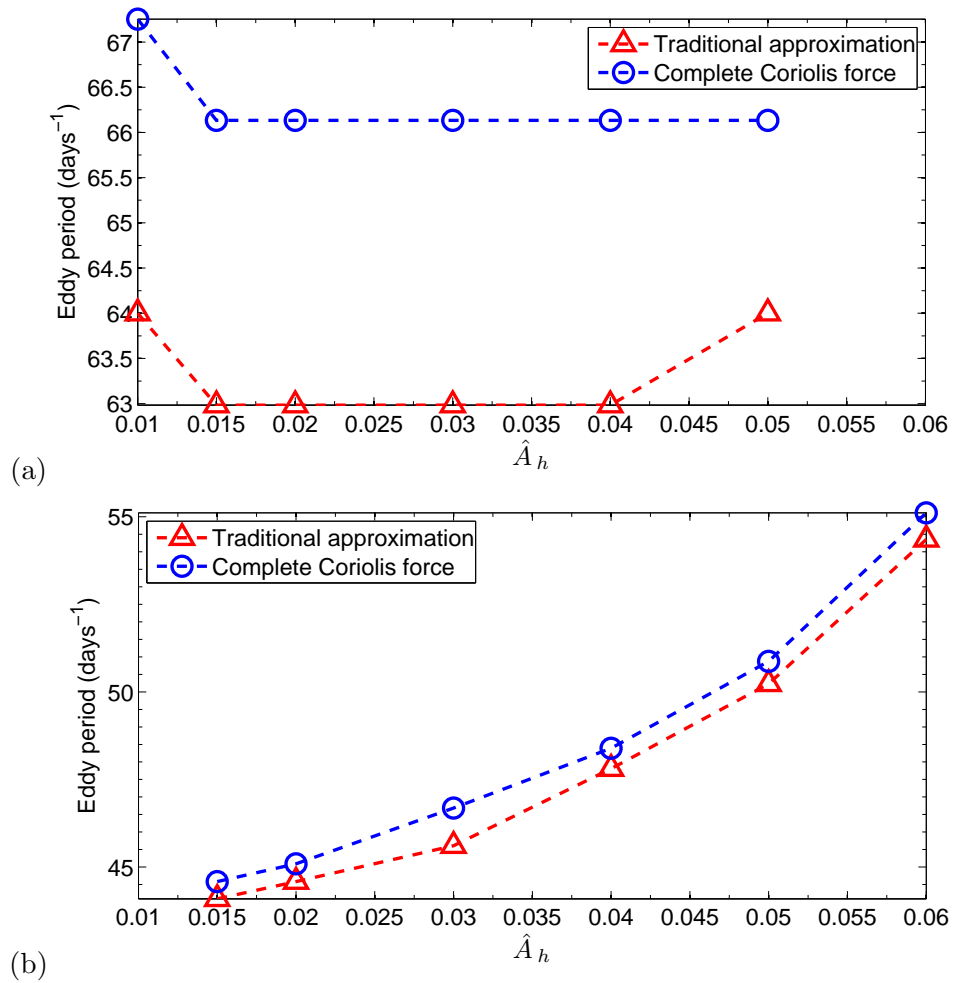 67
66.5
66
65.5
65
64.5
64
63.5
63
Eddy period (days⁻¹)
Traditional approximation
Complete Coriolis force
0.01 0.015 0.02 0.025 0.03 0.035 0.04 0.045 0.05 0.055 0.06
Â h
(a)
55
50
45
Eddy period (days⁻¹)
Traditional approximation
Complete Coriolis force
0.01 0.015 0.02 0.025 0.03 0.035 0.04 0.045 0.05 0.055 0.06
Â h
(b)